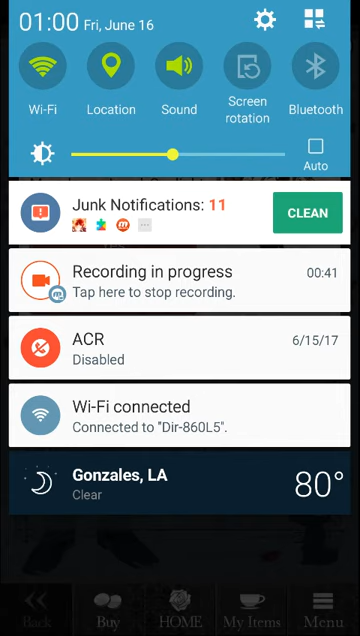 01:00 Fri, June 16
Wi-Fi
Location
Sound
Screen rotation
Bluetooth
Auto
Junk Notifications: 11
CLEAN
Recording in progress
00:41
Tap here to stop recording.
ACR
6/15/17
Disabled
Wi-Fi connected
Connected to "Dir-860L5".
Gonzales, LA
80°
Clear
Back
Buy
HOME
My Items
Menu